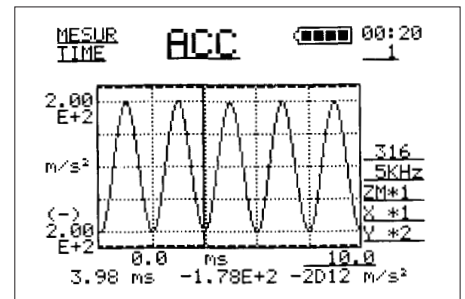 MESUR ACC 00:20
TIME 1
2.00
E+2
m/s²
316
5KHz
ZM*1
(-) X *1
2.00 Y *2
E+2
0.0 ms 10.0
3.98 ms -1.78E+2 -2D12 m/s²